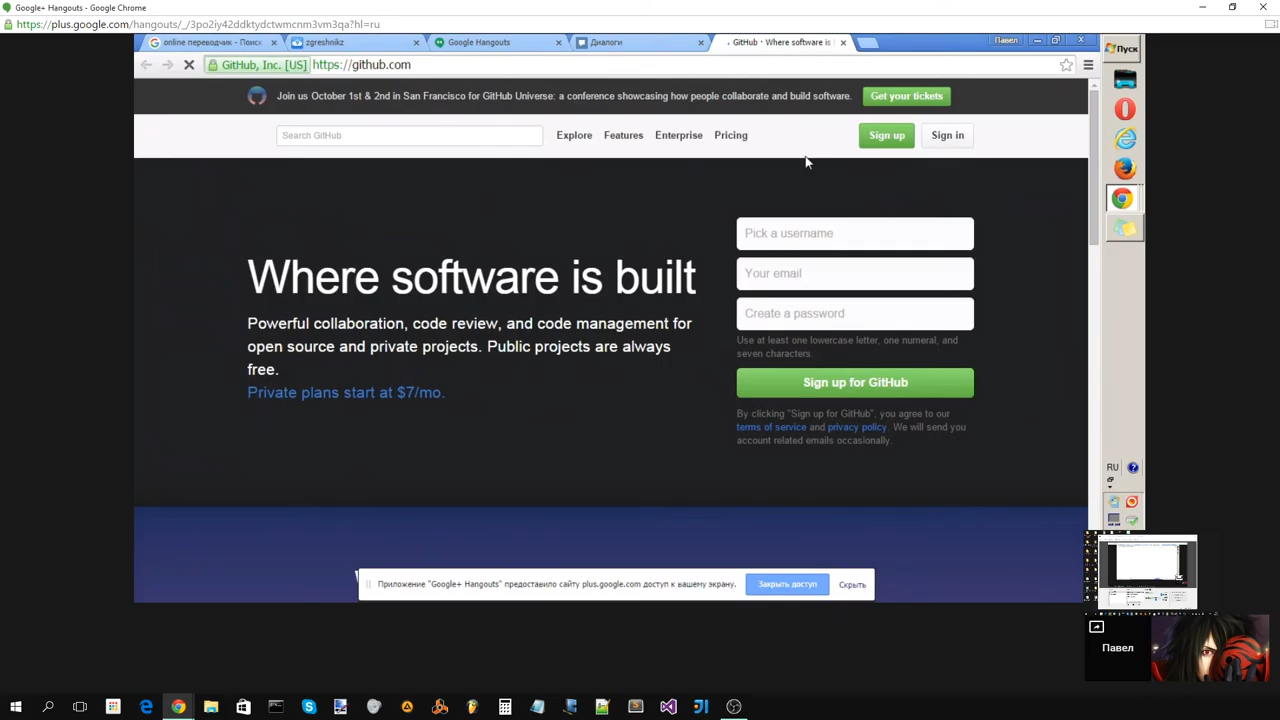 Google+ Hangouts - Google Chrome
https://plus.google.com/hangouts/_/3po2iy42ddktydctwmcnm3vm3qa?hl=ru
online переводчик - Поиск
zgreshnikz
Google Hangouts
Диалоги
GitHub · Where software is
Павел
Пуск
GitHub, Inc. [US]
https://github.com
Join us October 1st & 2nd in San Francisco for GitHub Universe: a conference showcasing how people collaborate and build software.
Get your tickets
Search GitHub
Explore
Features
Enterprise
Pricing
Sign up
Sign in
Pick a username
Where software is built
Your email
Powerful collaboration, code review, and code management for
open source and private projects. Public projects are always
free.
Private plans start at $7/mo.
Create a password
Use at least one lowercase letter, one numeral, and
seven characters.
Sign up for GitHub
By clicking "Sign up for GitHub", you agree to our
terms of service and privacy policy. We will send you
account related emails occasionally.
RU
Приложение "Google+ Hangouts" предоставило сайту plus.google.com доступ к вашему экрану.
Закрыть доступ
Скрыть
Павел